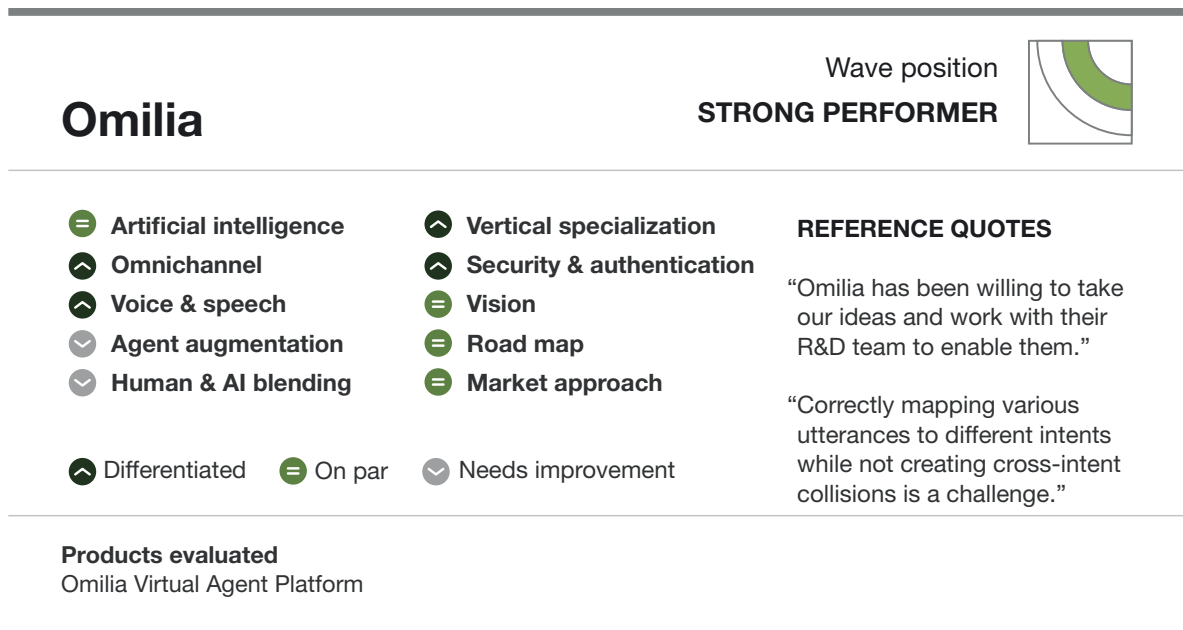 Wave position
STRONG PERFORMER
Omilia
Artificial intelligence
Omnichannel
Voice & speech
Agent augmentation
Human & AI blending
Vertical specialization
Security & authentication
Vision
Road map
Market approach
Differentiated
On par
Needs improvement
REFERENCE QUOTES
“Omilia has been willing to take
our ideas and work with their
R&D team to enable them.”
“Correctly mapping various
utterances to different intents
while not creating cross-intent
collisions is a challenge.”
Products evaluated
Omilia Virtual Agent Platform